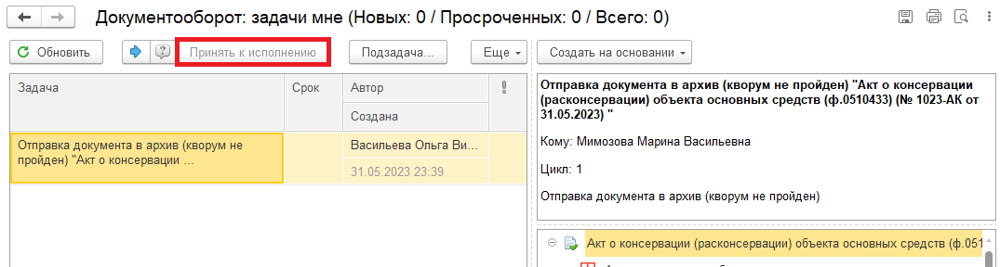 Документооборот: задачи мне (Новых: 0 / Просроченных: 0 / Всего: 0)
Обновить Принять к исполнению Подзадача... Еще Создать на основании
Задача Срок Автор
Создана
Отправка документа в архив (кворум не
пройден) "Акт о консервации ...
Васильева Ольга Ви...
31.05.2023 23:39
Отправка документа в архив (кворум не пройден) "Акт о консервации
(расконсервации) объекта основных средств (ф.0510433) (№ 1023-АК от
31.05.2023) "
Кому: Мимозова Марина Васильевна
Цикл: 1
Отправка документа в архив (кворум не пройден)
Акт о консервации (расконсервации) объекта основных средств (ф.051